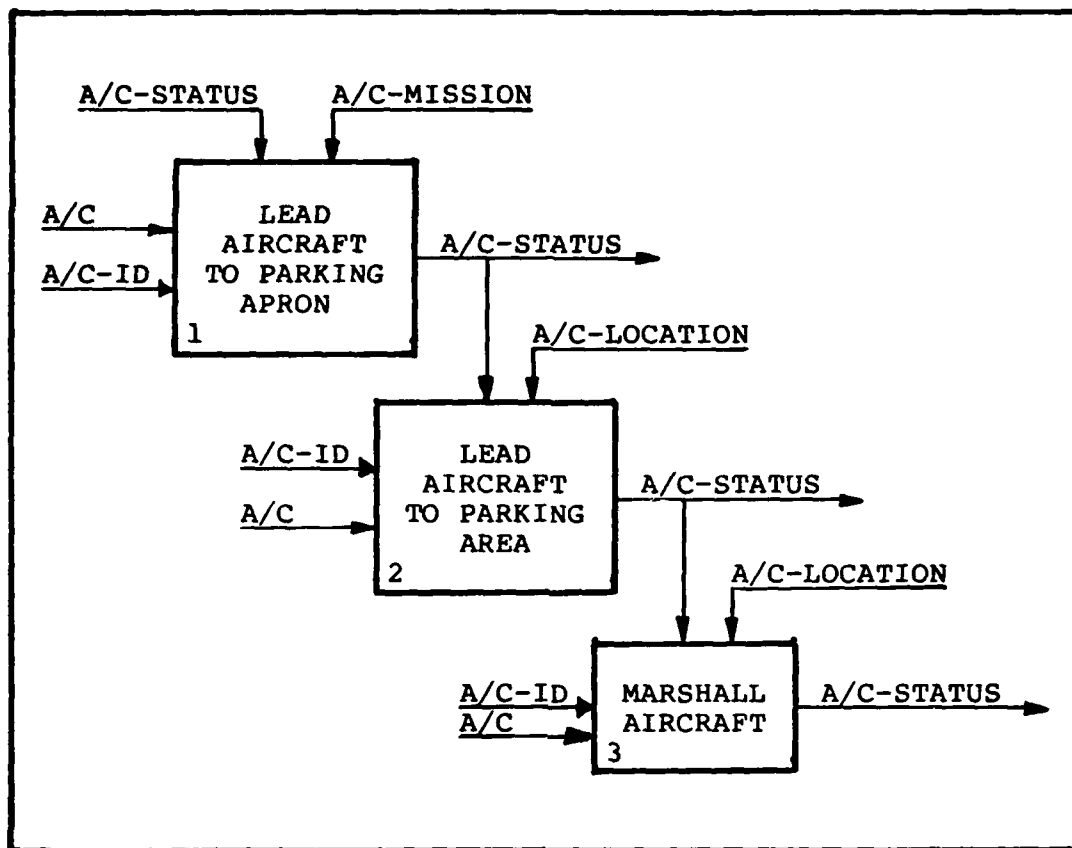 A/C-STATUS
A/C-MISSION
A/C
A/C-ID
LEAD
AIRCRAFT
TO PARKING
APRON
1
A/C-STATUS
A/C-LOCATION
A/C-ID
A/C
LEAD
AIRCRAFT
TO PARKING
AREA
2
A/C-STATUS
A/C-LOCATION
A/C-ID
A/C
MARSHALL
AIRCRAFT
3
A/C-STATUS